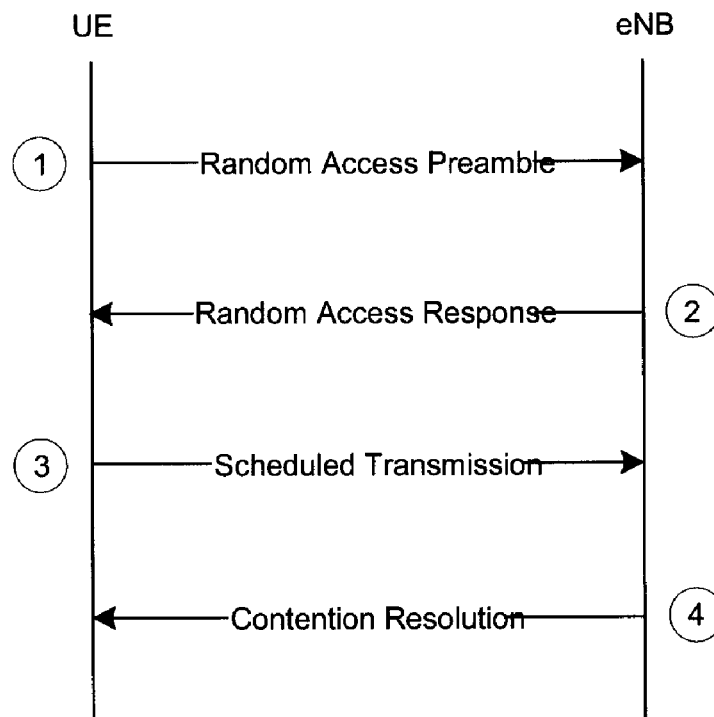 UE
eNB
1
Random Access Preamble
Random Access Response
2
3
Scheduled Transmission
Contention Resolution
4